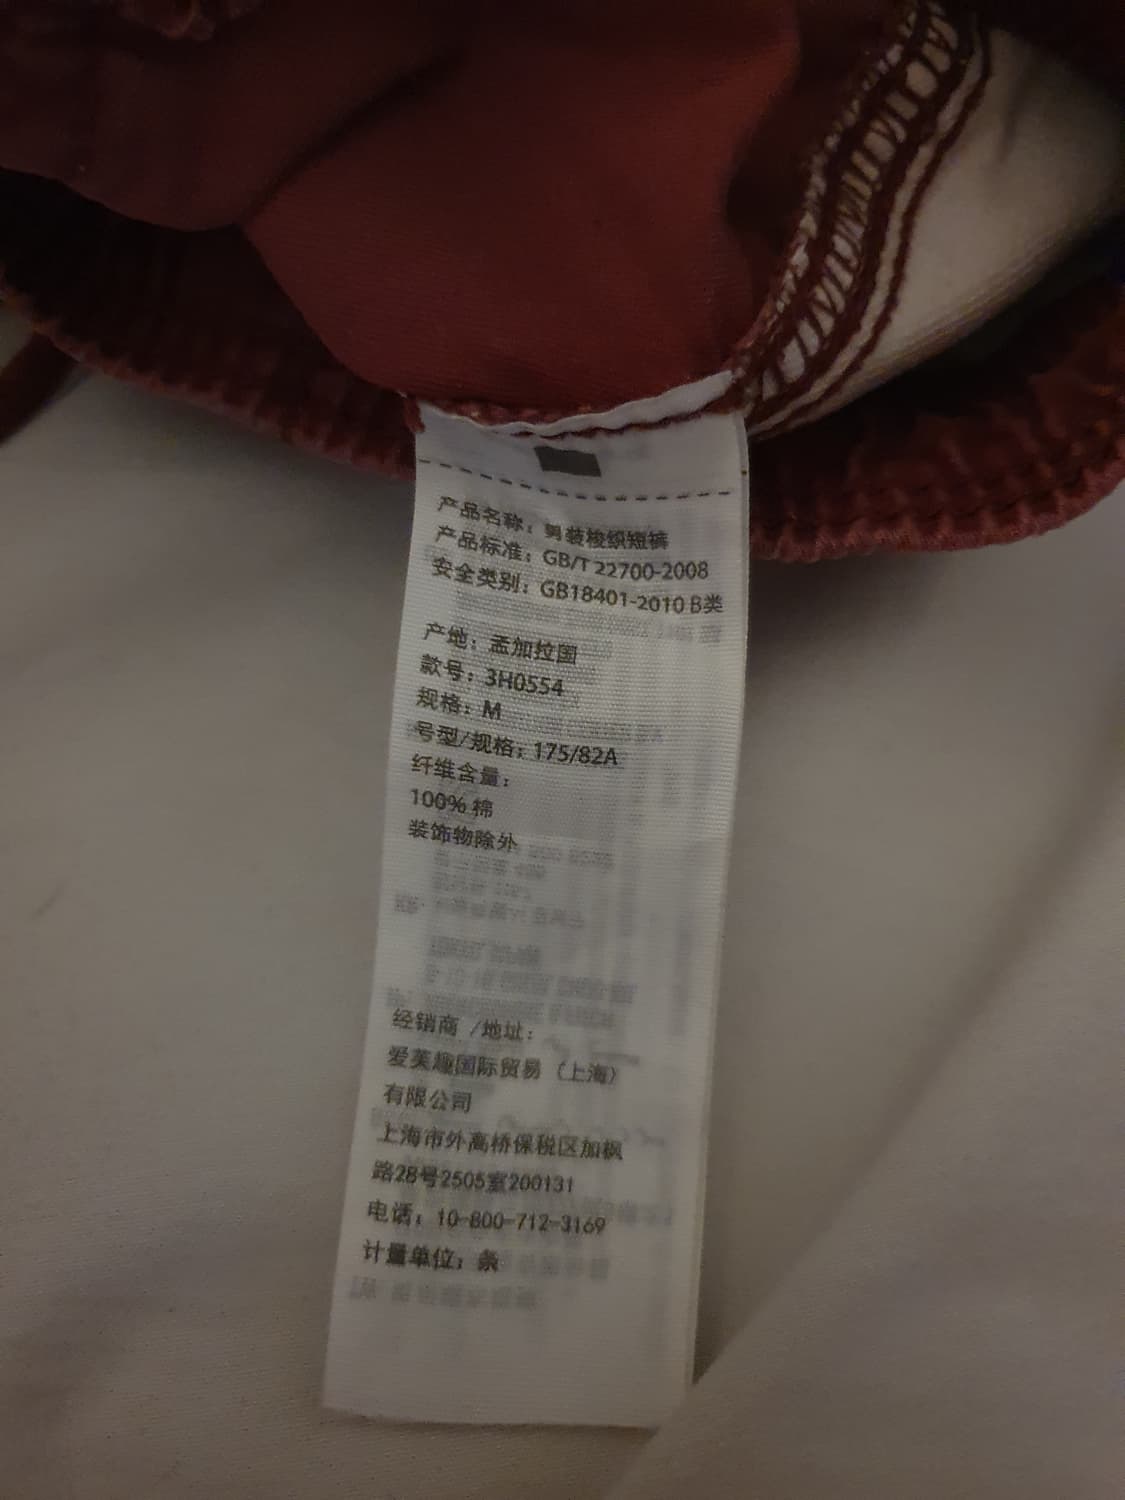 产品名称：男装梭织短裤
产品标准：GB/T 22700-2008
安全类别：GB18401-2010 B类
产地：孟加拉国
款号：3H0554
规格：M
号型/规格：175/82A
纤维含量：
100% 棉
装饰物除外
经销商 /地址：
爱芙趣国际贸易（上海）
有限公司
上海市外高桥保税区加枫
路28号2505室200131
电话：10-800-712-3169
计量单位：条